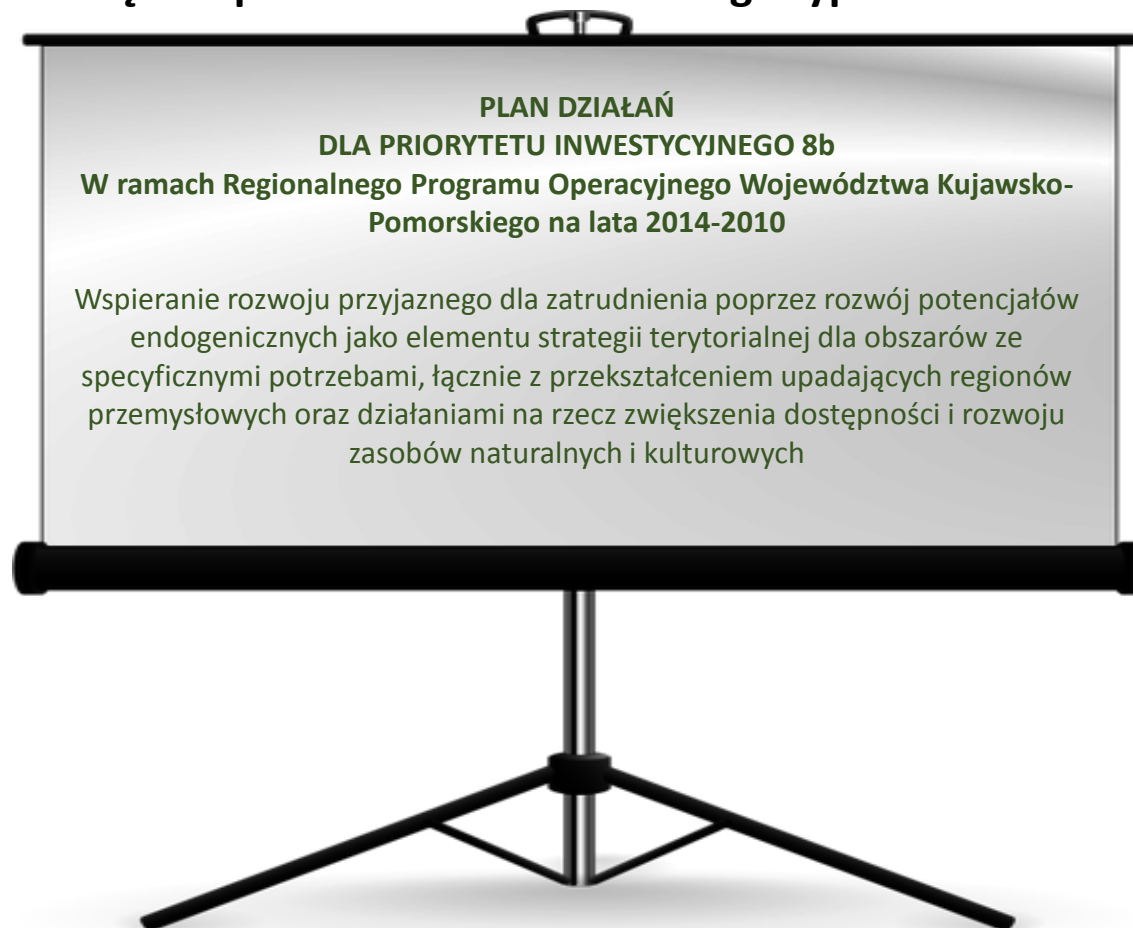 PLAN DZIAŁAŃ
DLA PRIORYTETU INWESTYCYJNEGO 8b
W ramach Regionalnego Programu Operacyjnego Województwa Kujawsko-
Pomorskiego na lata 2014-2010
Wspieranie rozwoju przyjaznego dla zatrudnienia poprzez rozwój potencjałów
endogenicznych jako elementu strategii terytorialnej dla obszarów ze
specyficznymi potrzebami, łącznie z przekształceniem upadających regionów
przemysłowych oraz działaniami na rzecz zwiększenia dostępności i rozwoju
zasobów naturalnych i kulturowych